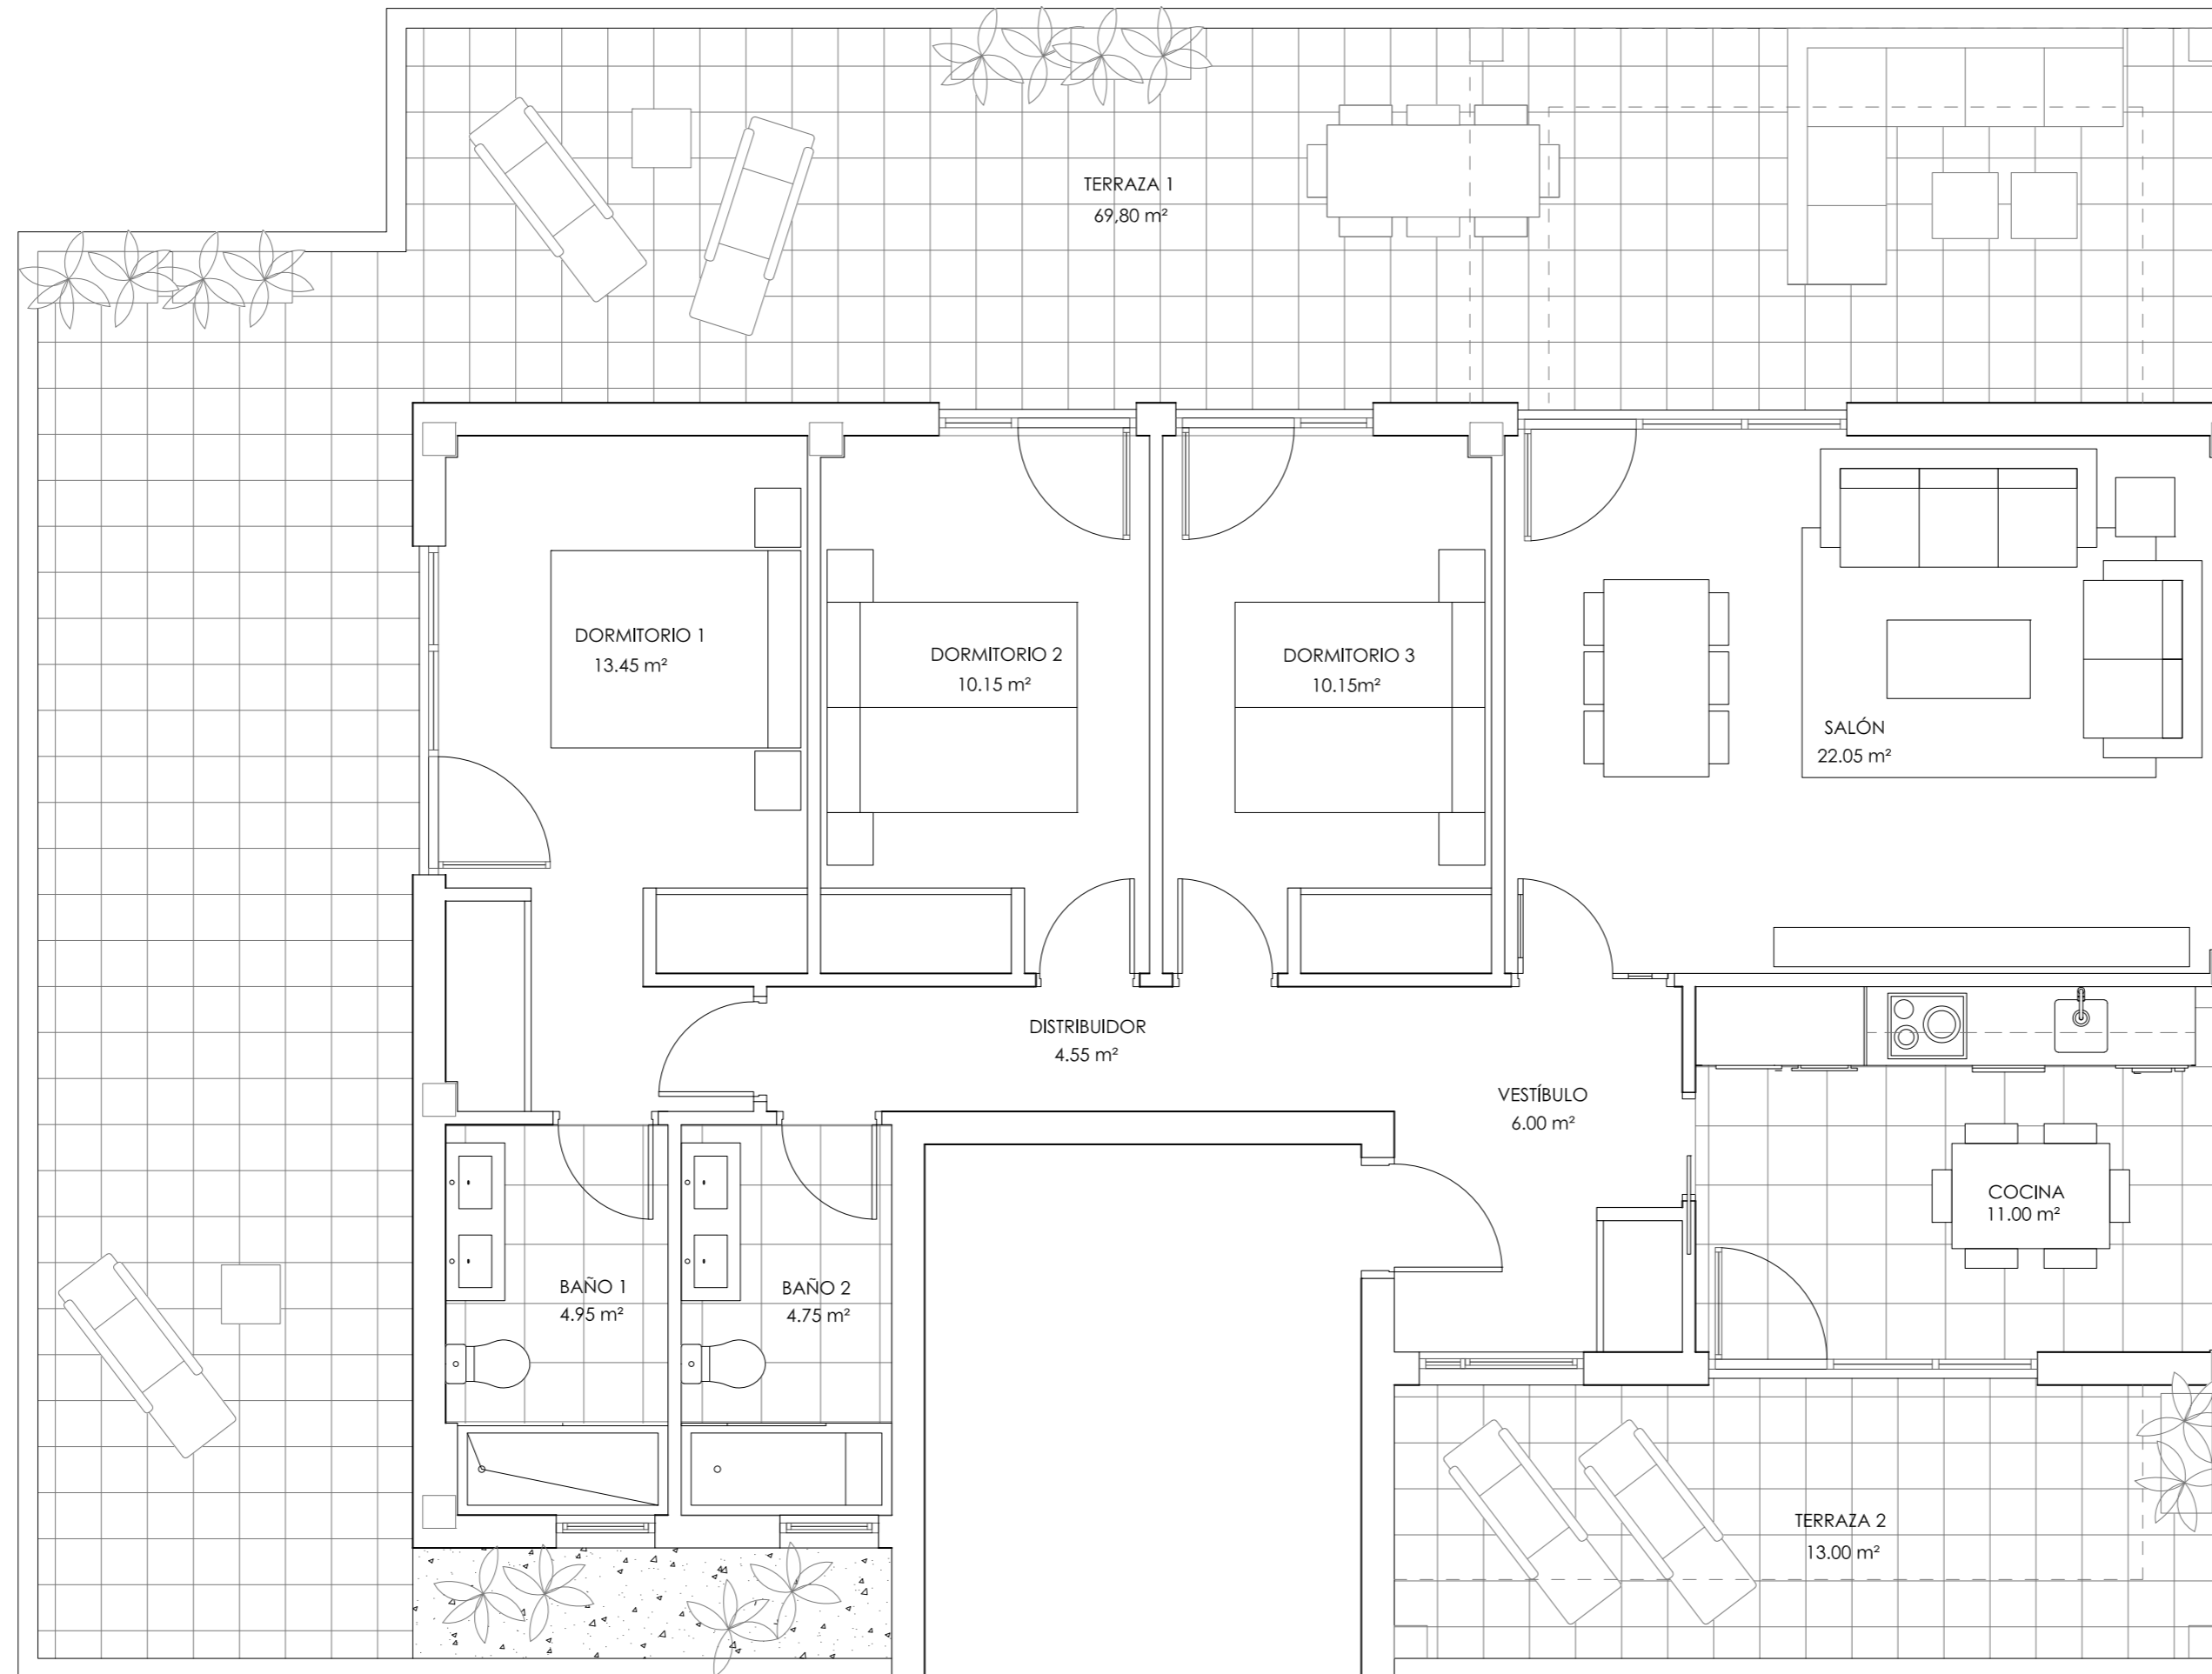 TERRAZA 1
69,80 m²
DORMITORIO 1
13.45 m²
DORMITORIO 2
10.15 m²
DORMITORIO 3
10.15m²
SALÓN
22.05 m²
DISTRIBUIDOR
4.55 m²
VESTÍBULO
6.00 m²
COCINA
11.00 m²
BAÑO 1
4.95 m²
BAÑO 2
4.75 m²
TERRAZA 2
13.00 m²